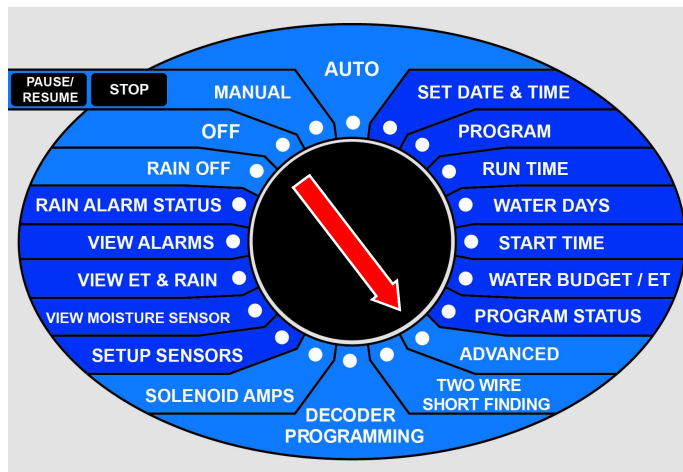 AUTO
PAUSE/
RESUME
STOP
MANUAL
SET DATE & TIME
OFF
PROGRAM
RAIN OFF
RUN TIME
RAIN ALARM STATUS
WATER DAYS
VIEW ALARMS
START TIME
VIEW ET & RAIN
WATER BUDGET / ET
VIEW MOISTURE SENSOR
PROGRAM STATUS
SETUP SENSORS
ADVANCED
SOLENOID AMPS
TWO WIRE
SHORT FINDING
DECODER
PROGRAMMING